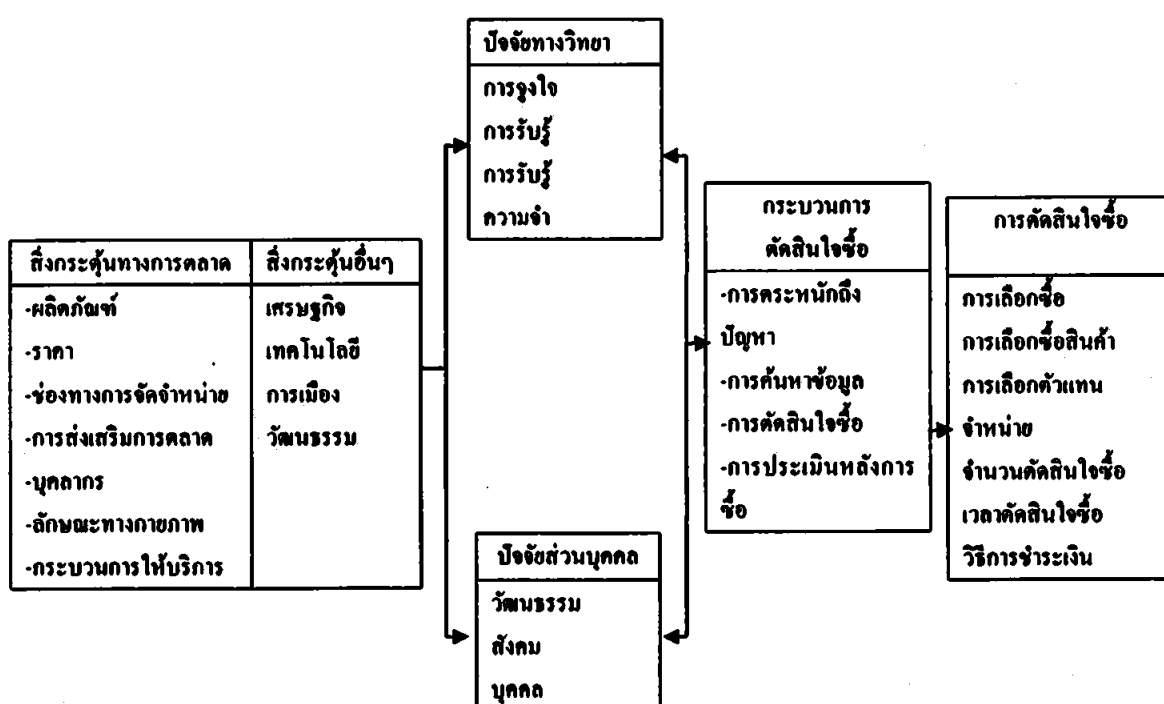 ปัจจัยทางวิทยา
การจูงใจ
การรับรู้
การรับรู้
ความจำ
สิ่งกระตุ้นทางการตลาด
-ผลิตภัณฑ์
-ราคา
-ช่องทางการจัดจำหน่าย
-การส่งเสริมการตลาด
-บุคลากร
-ลักษณะทางกายภาพ
-กระบวนการให้บริการ
สิ่งกระตุ้นอื่นๆ
เศรษฐกิจ
เทคโนโลยี
การเมือง
วัฒนธรรม
ปัจจัยส่วนบุคคล
วัฒนธรรม
สังคม
บุคคล
กระบวนการ
ตัดสินใจซื้อ
-การตระหนักถึง
ปัญหา
-การค้นหาข้อมูล
-การตัดสินใจซื้อ
-การประเมินหลังการ
ซื้อ
การตัดสินใจซื้อ
การเลือกซื้อ
การเลือกซื้อสินค้า
การเลือกตัวแทน
จำหน่าย
จำนวนตัดสินใจซื้อ
เวลาตัดสินใจซื้อ
วิธีการชำระเงิน